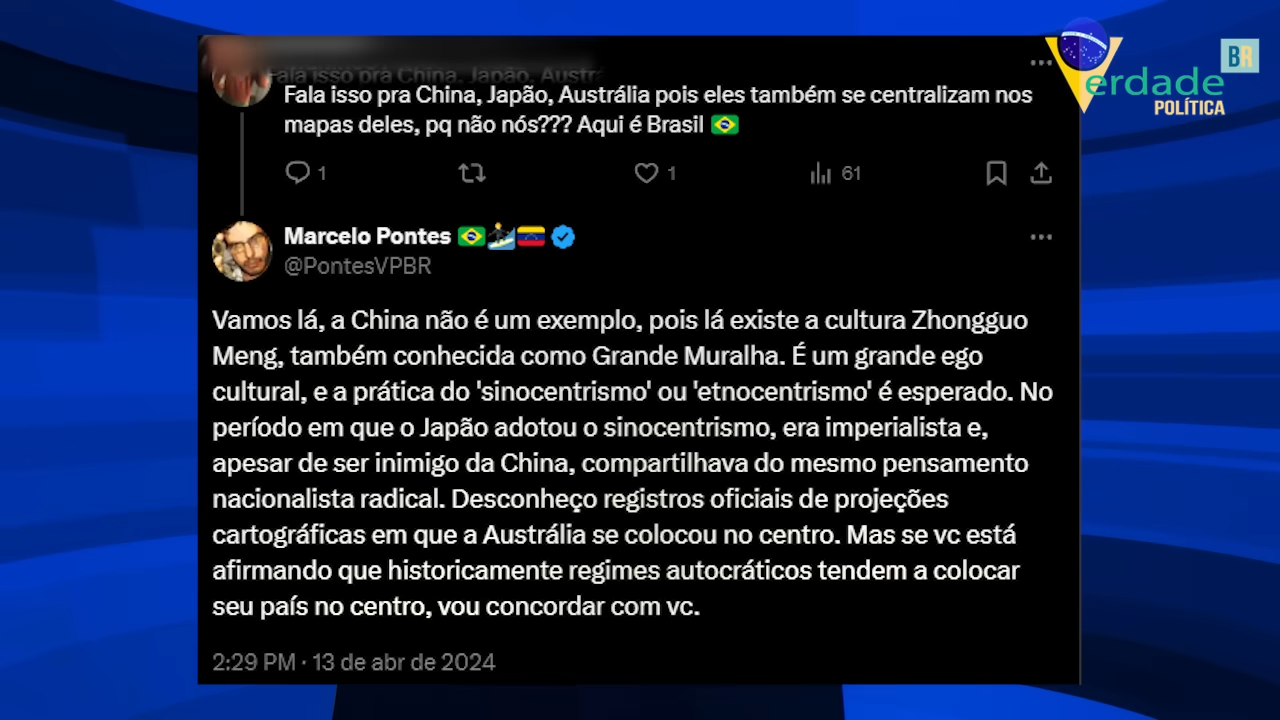 Fala isso pra China, Japão, Austr
Fala isso pra China, Japão, Austrália pois eles também se centralizam nos
mapas deles, pq não nós??? Aqui é Brasil 🇧🇷
1
1
61
Marcelo Pontes 🇧🇷🏄🇻🇪
@PontesVPBR
Vamos lá, a China não é um exemplo, pois lá existe a cultura Zhongguo
Meng, também conhecida como Grande Muralha. É um grande ego
cultural, e a prática do 'sinocentrismo' ou 'etnocentrismo' é esperado. No
período em que o Japão adotou o sinocentrismo, era imperialista e,
apesar de ser inimigo da China, compartilhava do mesmo pensamento
nacionalista radical. Desconheço registros oficiais de projeções
cartográficas em que a Austrália se colocou no centro. Mas se vc está
afirmando que historicamente regimes autocráticos tendem a colocar
seu país no centro, vou concordar com vc.
2:29 PM · 13 de abr de 2024
Verdade
POLÍTICA
BR